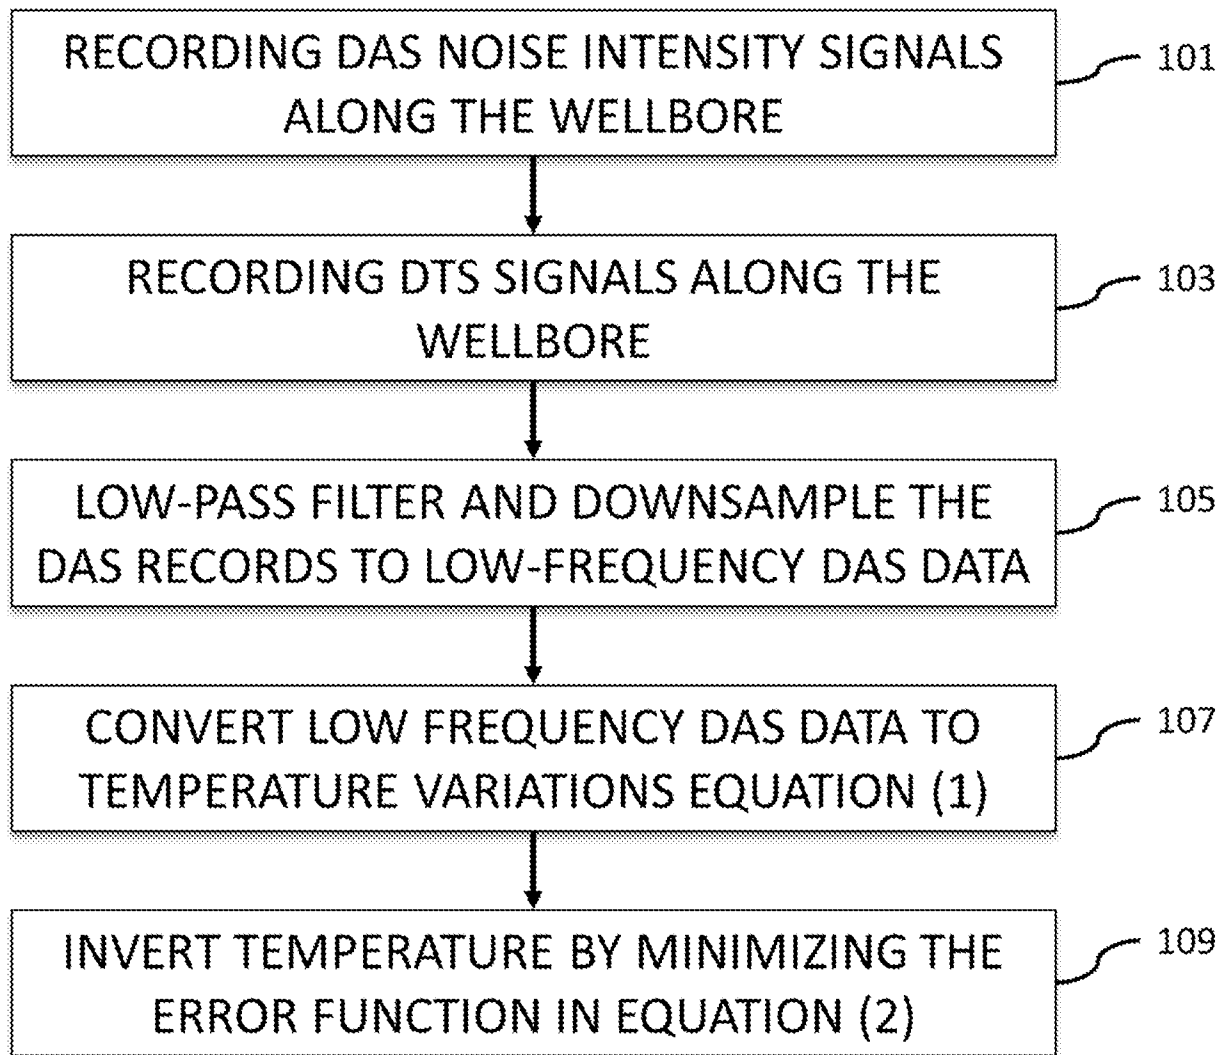 RECORDING DAS NOISE INTENSITY SIGNALS
ALONG THE WELLBORE
101
RECORDING DTS SIGNALS ALONG THE
WELLBORE
103
LOW-PASS FILTER AND DOWNSAMPLE THE
DAS RECORDS TO LOW-FREQUENCY DAS DATA
105
CONVERT LOW FREQUENCY DAS DATA TO
TEMPERATURE VARIATIONS EQUATION (1)
107
INVERT TEMPERATURE BY MINIMIZING THE
ERROR FUNCTION IN EQUATION (2)
109